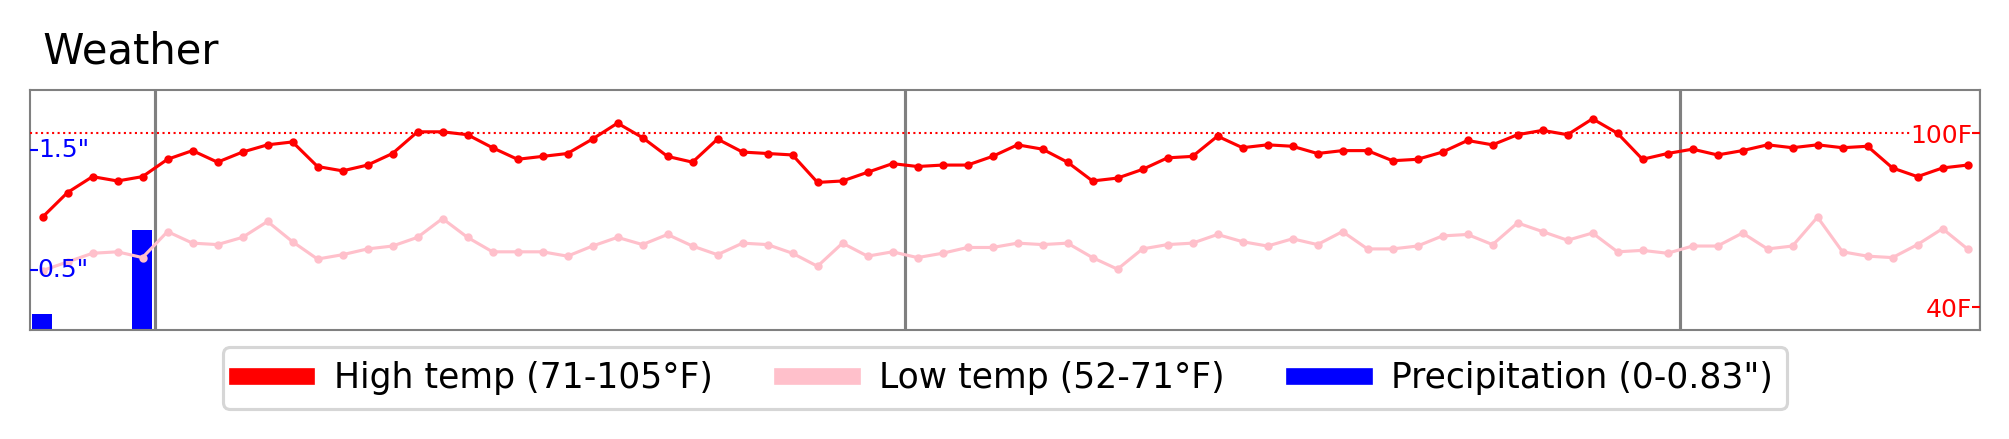 Weather
1.5"
100F
0.5"
40F
High temp (71-105°F) Low temp (52-71°F) Precipitation (0-0.83")